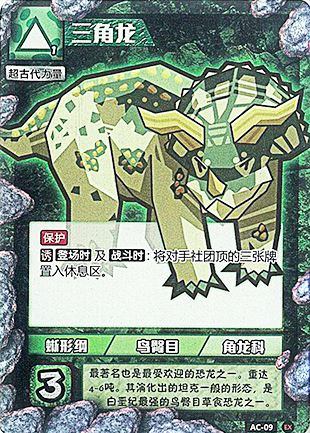 三角龙
1
超古代力量
保护
诱 登场时 及 战斗时：将对手社团顶的三张牌
置入休息区。
蜥形纲 鸟臀目 角龙科
3
最著名也是最受欢迎的恐龙之一。重达
4-6吨。其演化出的坦克一般的形态，是
白垩纪最强的鸟臀目草食恐龙之一。
AC-09 EX